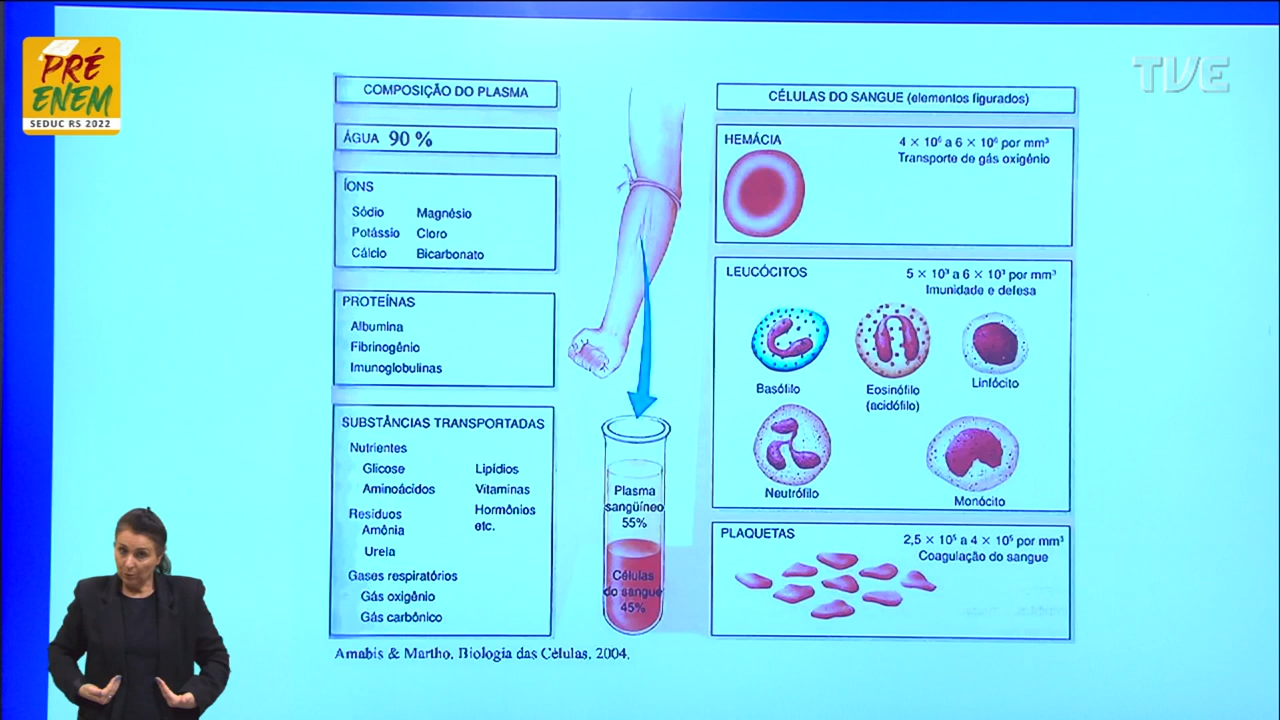 PRÉ
ENEM
SEDUC RS 2022
TVE
COMPOSIÇÃO DO PLASMA
ÁGUA 90 %
ÍONS
Sódio Magnésio
Potássio Cloro
Cálcio Bicarbonato
PROTEÍNAS
Albumina
Fibrinogênio
Imunoglobulinas
SUBSTÂNCIAS TRANSPORTADAS
Nutrientes
Glicose Lipídios
Aminoácidos Vitaminas
Resíduos Hormônios
Amônia etc.
Ureia
Gases respiratórios
Gás oxigênio
Gás carbônico
Plasma
sangüíneo
55%
Células
do sangue
45%
CÉLULAS DO SANGUE (elementos figurados)
HEMÁCIA 4 × 10⁶ a 6 × 10⁶ por mm³
Transporte de gás oxigênio
LEUCÓCITOS 5 × 10³ a 6 × 10³ por mm³
Imunidade e defesa
Basófilo Eosinófilo Linfócito
(acidófilo)
Neutrófilo Monócito
PLAQUETAS 2,5 × 10⁵ a 4 × 10⁵ por mm³
Coagulação do sangue
Amabis & Martho. Biologia das Células, 2004.